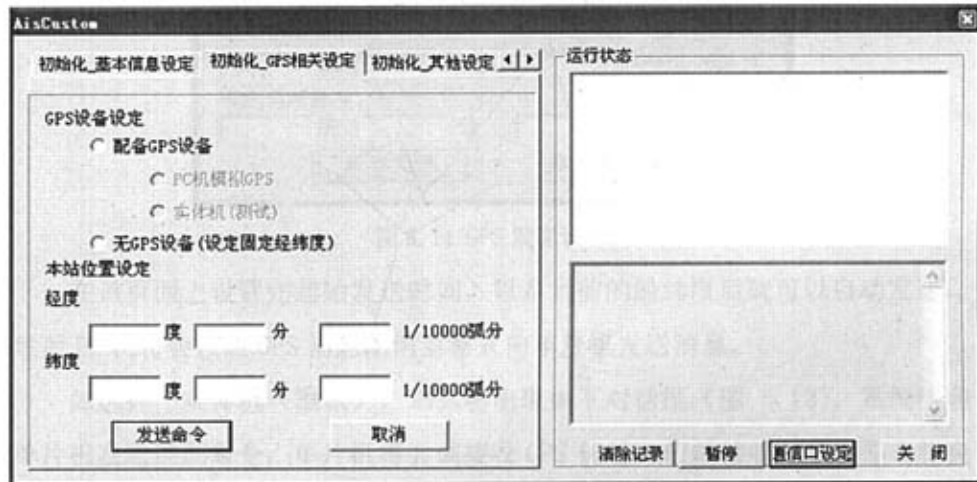 AisCustom
初始化_基本信息设定 初始化_GPS相关设定 初始化_其他设定
GPS设备设定
配备GPS设备
PC机模拟GPS
实体机(测试)
无GPS设备(设定固定经纬度)
本站位置设定
经度
度 分 1/10000弧分
纬度
度 分 1/10000弧分
发送命令 取消
运行状态
清除记录 暂停 信口设定 关 闭